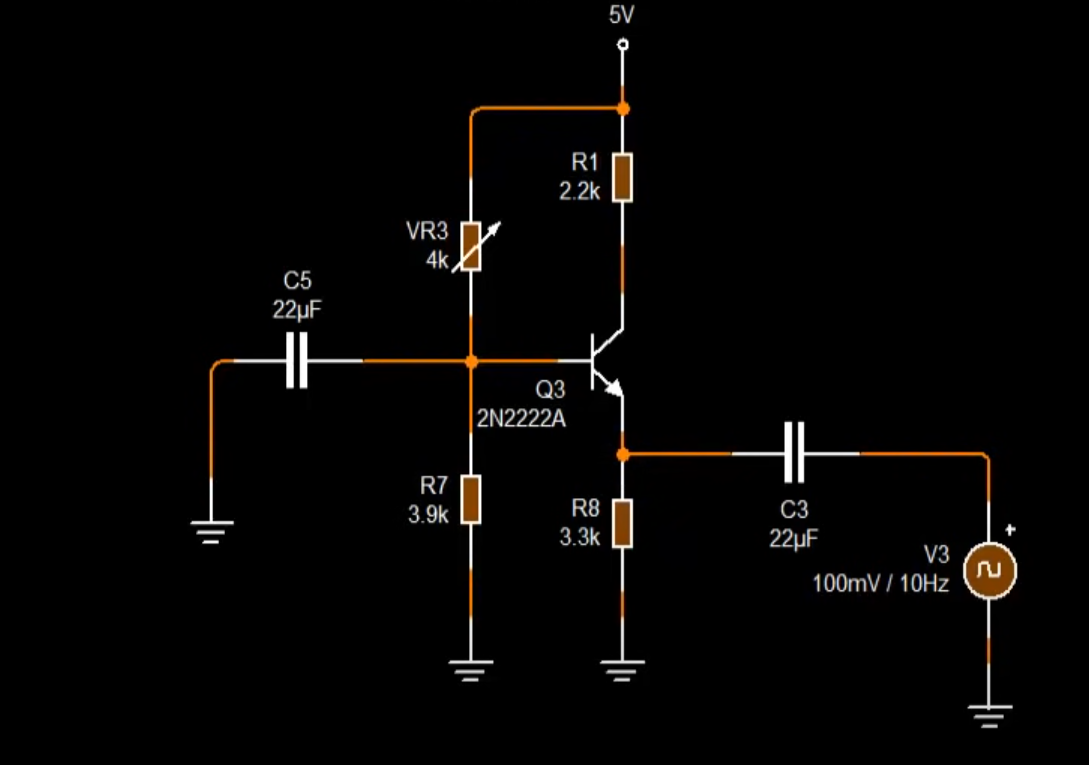 5V
R1
2.2k
VR3
4k
C5
22µF
Q3
2N2222A
R7
3.9k
R8
3.3k
C3
22µF
+
V3
100mV / 10Hz